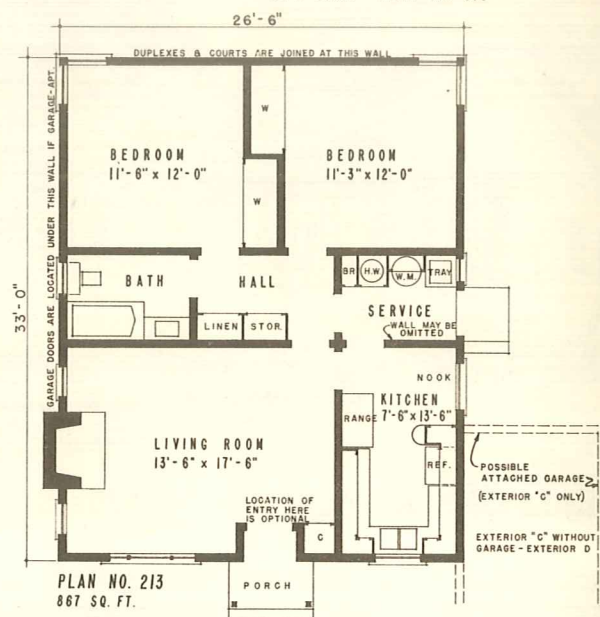 26'-6"
DUPLEXES & COURTS ARE JOINED AT THIS WALL
GARAGE DOORS ARE LOCATED UNDER THIS WALL IF GARAGE-APT.
33'-0"
W
BEDROOM
11'-6" x 12'-0"
BEDROOM
11'-3" x 12'-0"
W
BR
H.W.
W.M.
TRAY
BATH
HALL
SERVICE
LINEN
STOR.
WALL MAY BE
OMITTED
NOOK
KITCHEN
7'-6" x 13'-6"
RANGE
LIVING ROOM
13'-6" x 17'-6"
REF.
POSSIBLE
ATTACHED GARAGE
(EXTERIOR "C" ONLY)
LOCATION OF
ENTRY HERE
IS OPTIONAL
C
EXTERIOR "C" WITHOUT
GARAGE - EXTERIOR D
PLAN NO. 213
867 SQ. FT.
PORCH